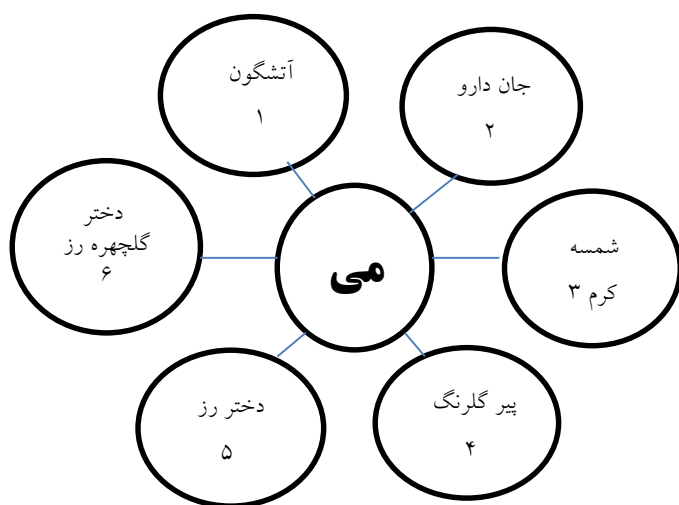 آتشگون
۱
جان دارو
۲
شمسه
کرم ۳
پیر گلرنگ
۴
دختر رز
۵
دختر
گلچهره رز
۶
می